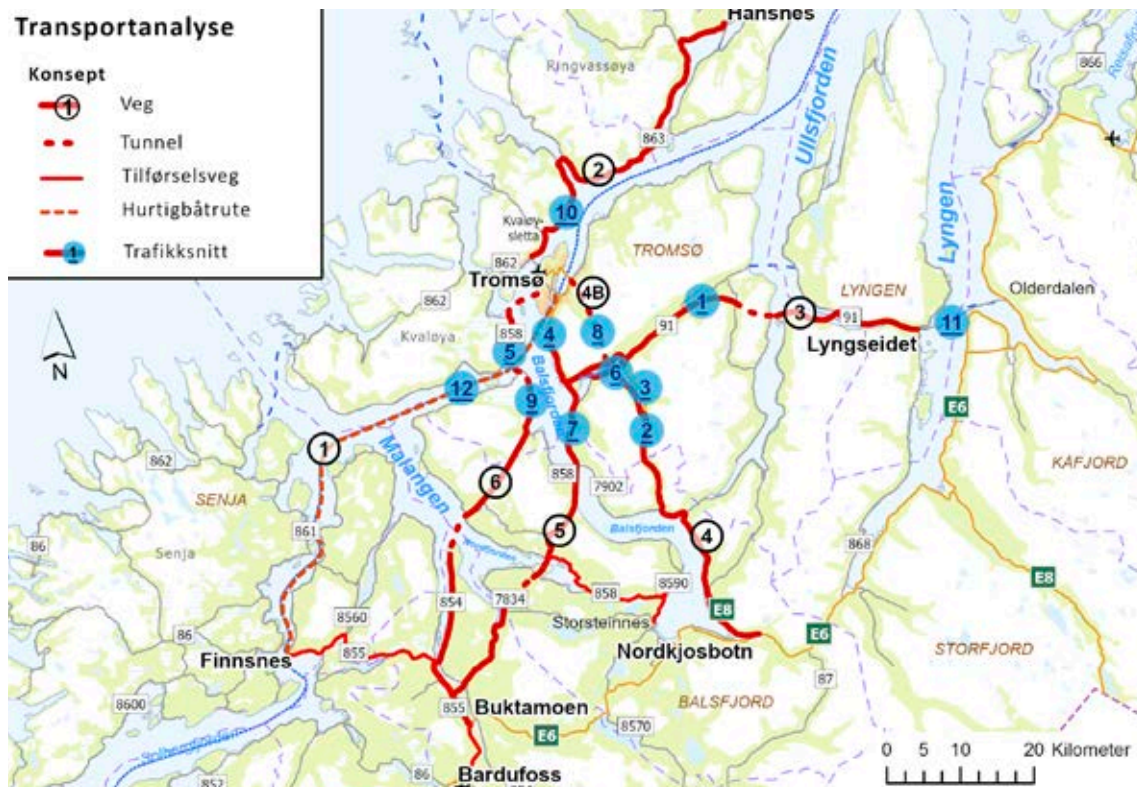 Transportanalyse
Konsept
1 Veg
Tunnel
Tilførselsveg
Hurtigbåtrute
1 Trafikksnitt
N
Hansnes
866
Ringvassøya
Ullsfjorden
863
2
10
Kvaløy-
sletta
TROMSØ
Lyngen
862
Tromsø
4B
LYNGEN
Olderdalen
862
1
3
Kvaløya
858
4
8
91
91
11
5
Lyngseidet
6
3
12
9
Balsfjorden
E6
7
2
1
Malangen
KÅFJORD
862
858
7902
SENJA
6
861
5
Balsfjorden
4
86
Senja
868
E8
8560
854
7834
858
8590
E8
86
Storsteinnes
E6
Finnsnes
855
Nordkjosbotn
STORFJORD
87
8600
855
Buktamoen
BALSFJORD
E6
8570
86
Bardufoss
852
0 5 10 20 Kilometer